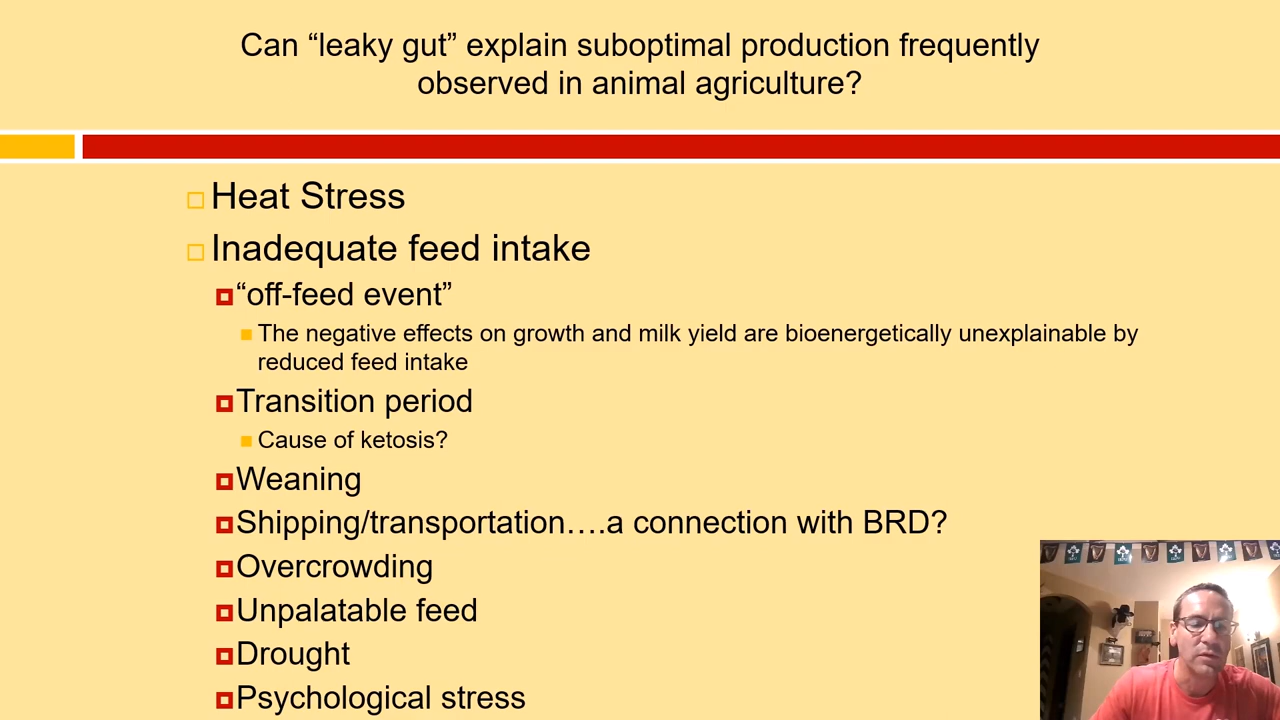 Can “leaky gut” explain suboptimal production frequently
observed in animal agriculture?
Heat Stress
Inadequate feed intake
“off-feed event”
The negative effects on growth and milk yield are bioenergetically unexplainable by
reduced feed intake
Transition period
Cause of ketosis?
Weaning
Shipping/transportation….a connection with BRD?
Overcrowding
Unpalatable feed
Drought
Psychological stress